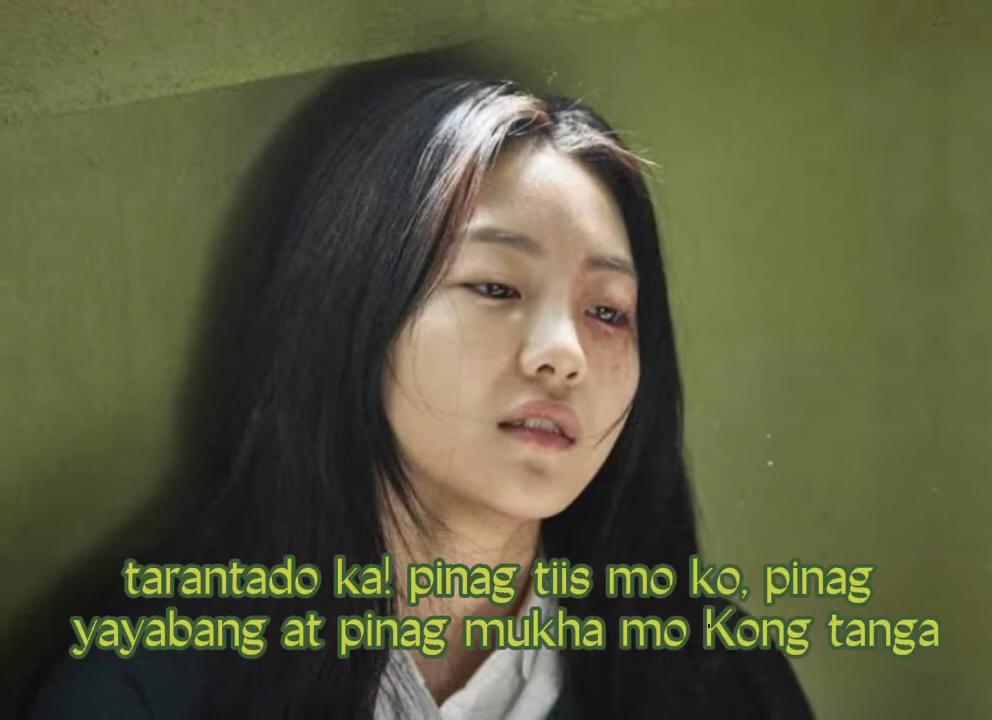 tarantado ka! pinag tiis mo ko, pinag
yayabang at pinag mukha mo Kong tanga